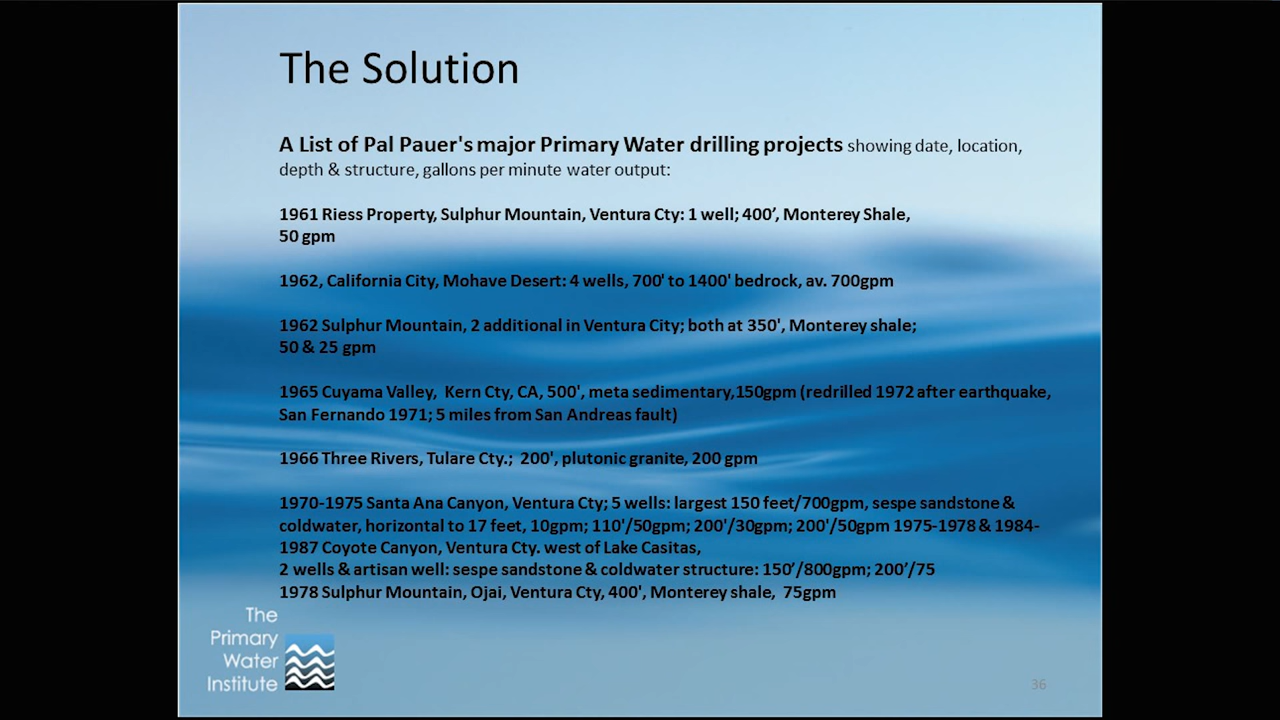 The Solution
A List of Pal Pauer's major Primary Water drilling projects showing date, location,
depth & structure, gallons per minute water output:
1961 Riess Property, Sulphur Mountain, Ventura Cty: 1 well; 400’, Monterey Shale,
50 gpm
1962, California City, Mohave Desert: 4 wells, 700' to 1400' bedrock, av. 700gpm
1962 Sulphur Mountain, 2 additional in Ventura City; both at 350', Monterey shale;
50 & 25 gpm
1965 Cuyama Valley,  Kern Cty, CA, 500', meta sedimentary,150gpm (redrilled 1972 after earthquake,
San Fernando 1971; 5 miles from San Andreas fault)
1966 Three Rivers, Tulare Cty.;  200', plutonic granite, 200 gpm
1970-1975 Santa Ana Canyon, Ventura Cty; 5 wells: largest 150 feet/700gpm, sespe sandstone &
coldwater, horizontal to 17 feet, 10gpm; 110'/50gpm; 200'/30gpm; 200'/50gpm 1975-1978 & 1984-
1987 Coyote Canyon, Ventura Cty. west of Lake Casitas,
2 wells & artisan well: sespe sandstone & coldwater structure: 150’/800gpm; 200’/75
1978 Sulphur Mountain, Ojai, Ventura Cty, 400', Monterey shale,  75gpm
The
Primary
Water
Institute
36